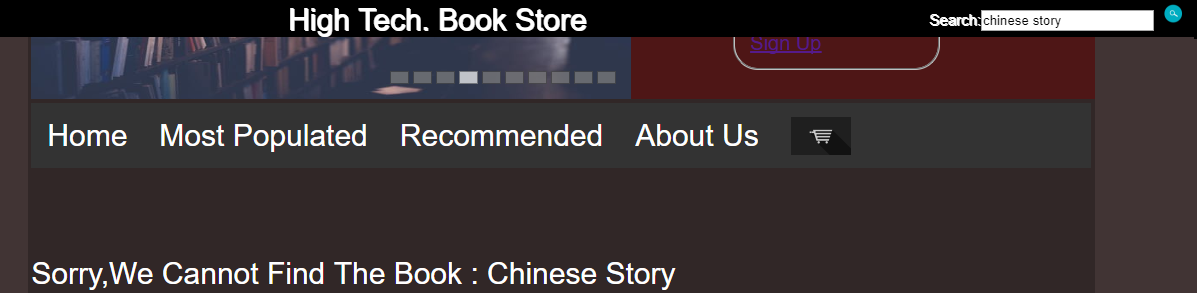 High Tech. Book Store
Search:chinese story
Sign Up
Home Most Populated Recommended About Us
Sorry,We Cannot Find The Book : Chinese Story